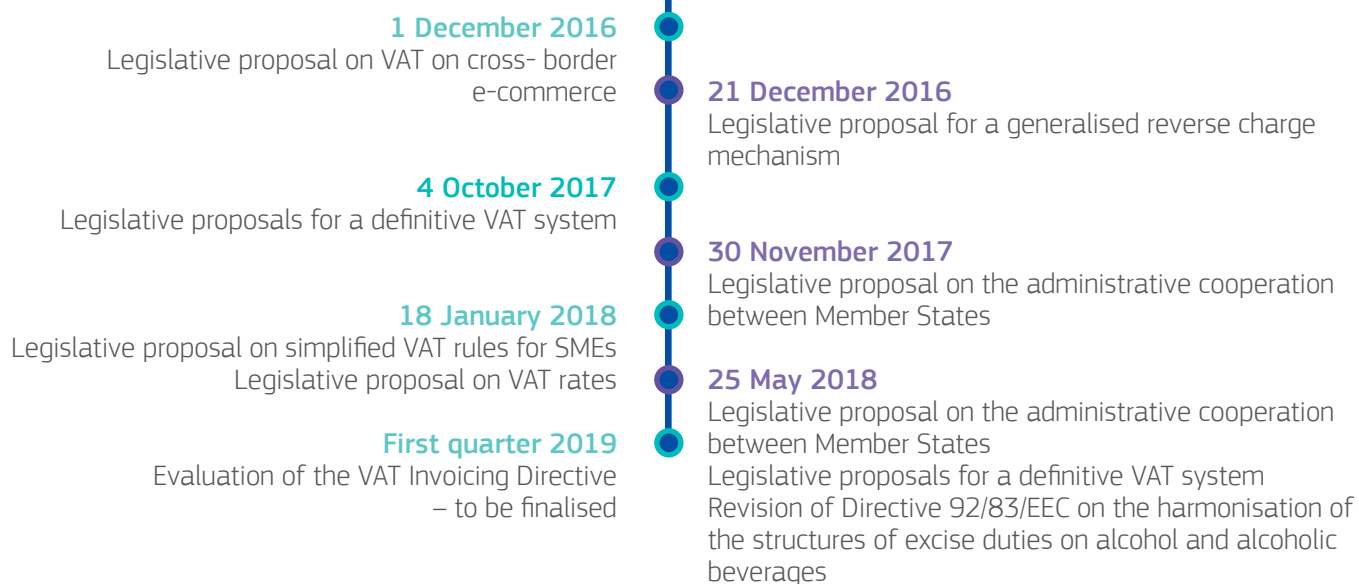 1 December 2016
Legislative proposal on VAT on cross- border
e-commerce
21 December 2016
Legislative proposal for a generalised reverse charge
mechanism
4 October 2017
Legislative proposals for a definitive VAT system
30 November 2017
Legislative proposal on the administrative cooperation
between Member States
18 January 2018
Legislative proposal on simplified VAT rules for SMEs
Legislative proposal on VAT rates
25 May 2018
Legislative proposal on the administrative cooperation
between Member States
Legislative proposals for a definitive VAT system
Revision of Directive 92/83/EEC on the harmonisation of
the structures of excise duties on alcohol and alcoholic
beverages
First quarter 2019
Evaluation of the VAT Invoicing Directive
– to be finalised